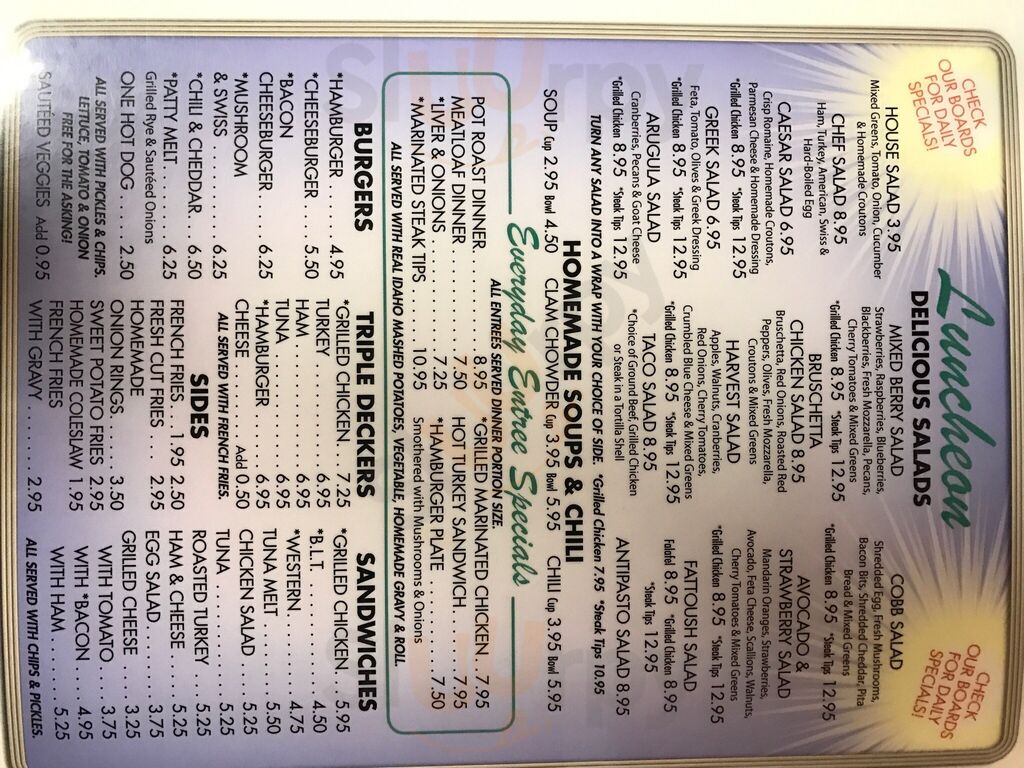 CHECK
OUR BOARDS
FOR DAILY
SPECIALS!
Luncheon
CHECK
OUR BOARDS
FOR DAILY
SPECIALS!
DELICIOUS SALADS
HOUSE SALAD 3.95
Mixed Greens, Tomato, Onion, Cucumber
& Homemade Croutons
CHEF SALAD 8.95
Ham, Turkey, American, Swiss &
Hard-Boiled Egg
CAESAR SALAD 6.95
Crisp Romaine, Homemade Croutons,
Parmesan Cheese & Homemade Dressing
*Grilled Chicken 8.95 *Steak Tips 12.95
GREEK SALAD 6.95
Feta, Tomato, Olives & Greek Dressing
*Grilled Chicken 8.95 *Steak Tips 12.95
ARUGULA SALAD
Cranberries, Pecans & Goat Cheese
*Grilled Chicken 8.95 *Steak Tips 12.95
MIXED BERRY SALAD
Strawberries, Raspberries, Blueberries,
Blackberries, Fresh Mozzarella, Pecans,
Cherry Tomatoes & Mixed Greens
*Grilled Chicken 8.95 *Steak Tips 12.95
BRUSCHETTA
CHICKEN SALAD 8.95
Bruschetta, Red Onions, Roasted Red
Peppers, Olives, Fresh Mozzarella,
Croutons & Mixed Greens
HARVEST SALAD
Apples, Walnuts, Cranberries,
Red Onions, Cherry Tomatoes,
Crumbled Blue Cheese & Mixed Greens
*Grilled Chicken 8.95 *Steak Tips 12.95
TACO SALAD 8.95
*Choice of Ground Beef, Grilled Chicken
or Steak in a Tortilla Shell
COBB SALAD
Shredded Egg, Fresh Mushrooms,
Bacon Bits, Shredded Cheddar, Pita
Bread & Mixed Greens
*Grilled Chicken 8.95 *Steak Tips 12.95
AVOCADO &
STRAWBERRY SALAD
Mandarin Oranges, Strawberries,
Avocado, Feta Cheese, Scallions, Walnuts,
Cherry Tomatoes & Mixed Greens
*Grilled Chicken 8.95 *Steak Tips 12.95
FATTOUSH SALAD
Falafel 8.95 *Grilled Chicken 8.95
*Steak Tips 12.95
ANTIPASTO SALAD 8.95
TURN ANY SALAD INTO A WRAP WITH YOUR CHOICE OF SIDE. *Grilled Chicken 7.95 *Steak Tips 10.95
HOMEMADE SOUPS & CHILI
SOUP Cup 2.95 Bowl 4.50 CLAM CHOWDER Cup 3.95 Bowl 5.95 CHILI Cup 3.95 Bowl 5.95
Everyday Entree Specials
ALL ENTREES SERVED DINNER PORTION SIZE.
POT ROAST DINNER . . . . . . . . 8.95
MEATLOAF DINNER . . . . . . . . . 7.50
*LIVER & ONIONS . . . . . . . . . . 7.25
*MARINATED STEAK TIPS . . . 10.95
*GRILLED MARINATED CHICKEN . . 7.95
HOT TURKEY SANDWICH . . . . . . . 7.95
*HAMBURGER PLATE . . . . . . . . . 7.50
Smothered with Mushrooms & Onions
ALL SERVED WITH REAL IDAHO MASHED POTATOES, VEGETABLE, HOMEMADE GRAVY & ROLL
BURGERS
*HAMBURGER . . . . . 4.95
*CHEESEBURGER . . . 5.50
*BACON
CHEESEBURGER . . . . 6.25
*MUSHROOM
& SWISS . . . . . . . . . 6.25
*CHILI & CHEDDAR . . 6.50
*PATTY MELT . . . . . . 6.25
Grilled Rye & Sautéed Onions
ONE HOT DOG . . . . 2.50
ALL SERVED WITH PICKLES & CHIPS.
LETTUCE, TOMATO & ONION
FREE FOR THE ASKING!
SAUTÉED VEGGIES Add 0.95
TRIPLE DECKERS
*GRILLED CHICKEN . . 7.25
TURKEY . . . . . . . . . . 6.95
HAM . . . . . . . . . . . . 6.95
TUNA . . . . . . . . . . . 6.95
*HAMBURGER . . . . . 6.95
CHEESE . . . . . . . Add 0.50
ALL SERVED WITH FRENCH FRIES.
SIDES
FRENCH FRIES . . . 1.95 2.50
FRESH CUT FRIES . . . 2.95
HOMEMADE
ONION RINGS . . . . . 3.50
SWEET POTATO FRIES 2.95
HOMEMADE COLESLAW 1.95
FRENCH FRIES
WITH GRAVY . . . . . . . 2.95
SANDWICHES
*GRILLED CHICKEN . . 5.95
*B.L.T. . . . . . . . . . . 4.50
*WESTERN . . . . . . . 4.75
TUNA MELT . . . . . . . 5.50
CHICKEN SALAD . . . . 5.25
TUNA . . . . . . . . . . . 5.25
ROASTED TURKEY . . . 5.25
HAM & CHEESE . . . . 5.25
EGG SALAD . . . . . . . 3.75
GRILLED CHEESE . . . . 3.25
WITH TOMATO . . . . 3.75
WITH *BACON . . . . 4.95
WITH HAM . . . . . . . 5.25
ALL SERVED WITH CHIPS & PICKLES.
Sluurpy
Sluurpy